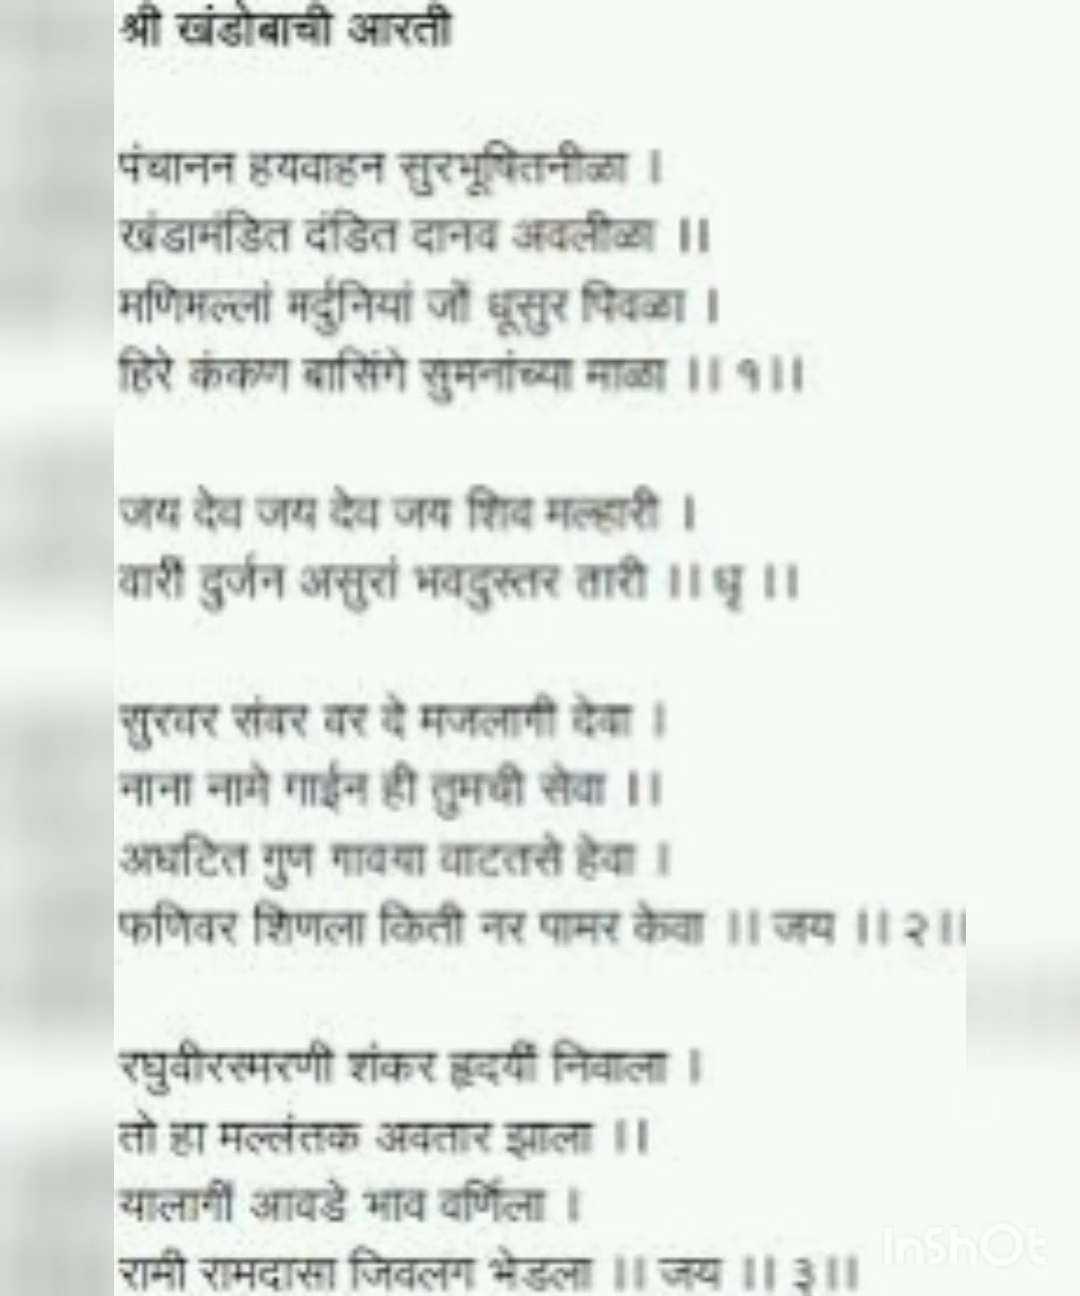 श्री खंडोबाची आरती
पंचानन हयवाहन सुरभूषितनीळा ।
खंडामंडित दंडित दानव अवलीळा ।।
मणिमल्लां मर्दुनियां जों धूसुर पिवळा ।
हिरे कंकण बासिंगे सुमनांच्या माळा ।। १।।
जय देव जय देव जय शिव मल्हारी ।
वारीं दुर्जन असुरां भवदुस्तर तारी ।। धृ ।।
सुरवर संवर वर दे मजलागी देवा ।
नाना नामे गाईन ही तुमची सेवा ।।
अघटित गुण गावया वाटतसे हेवा ।
फणिवर शिणला किती नर पामर केवा ।। जय ।। २।।
रघुवीरस्मरणी शंकर हृदयीं निवाला ।
तो हा मल्लंतक अवतार झाला ।।
यालागीं आवडे भाव वर्णिला ।
रामी रामदासा जिवलग भेडला ।। जय ।। ३।।
InShOt